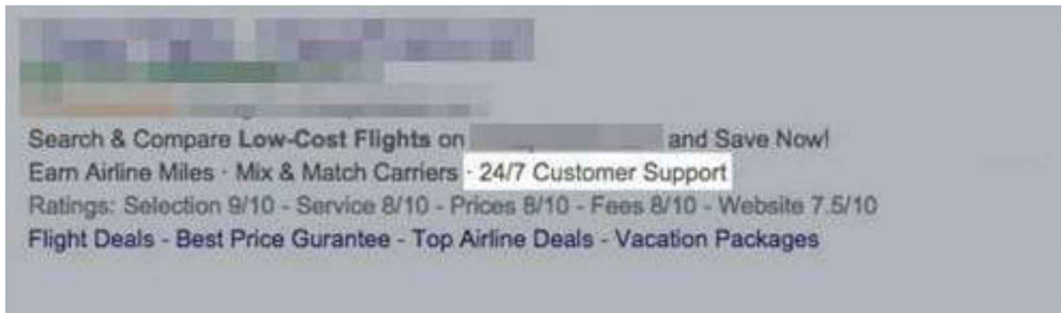 Search & Compare Low-Cost Flights on and Save Now!
Earn Airline Miles · Mix & Match Carriers · 24/7 Customer Support
Ratings: Selection 9/10 - Service 8/10 - Prices 8/10 - Fees 8/10 - Website 7.5/10
Flight Deals - Best Price Gurantee - Top Airline Deals - Vacation Packages